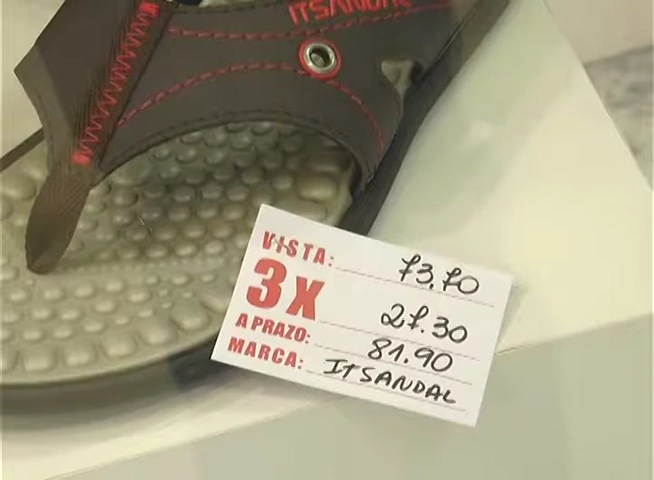 ITSANDAL
VISTA: 73.70
3X 27.30
A PRAZO: 81.90
MARCA: ITSANDAL